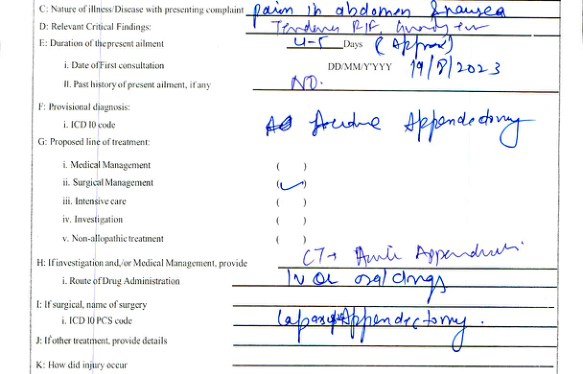 C: Nature of illness/Disease with presenting complaint pain in abdomen & nausea
D: Relevant Critical Findings: Tenderness RIF,
E: Duration of the present ailment 4-5 Days (Approx)
i. Date of First consultation DD/MM/YYYY 19/8/2023
II. Past history of present ailment, if any NO.
F: Provisional diagnosis:
i. ICD 10 code Appendectomy
G: Proposed line of treatment:
i. Medical Management ( )
ii. Surgical Management (✓)
iii. Intensive care ( )
iv. Investigation ( )
v. Non-allopathic treatment ( )
H: If investigation and,/or Medical Management, provide CT→ Acute Appendicitis
i. Route of Drug Administration IV or oral drugs
I: If surgical, name of surgery
i. ICD 10 PCS code Appendectomy.
J: If other treatment, provide details
K: How did injury occur